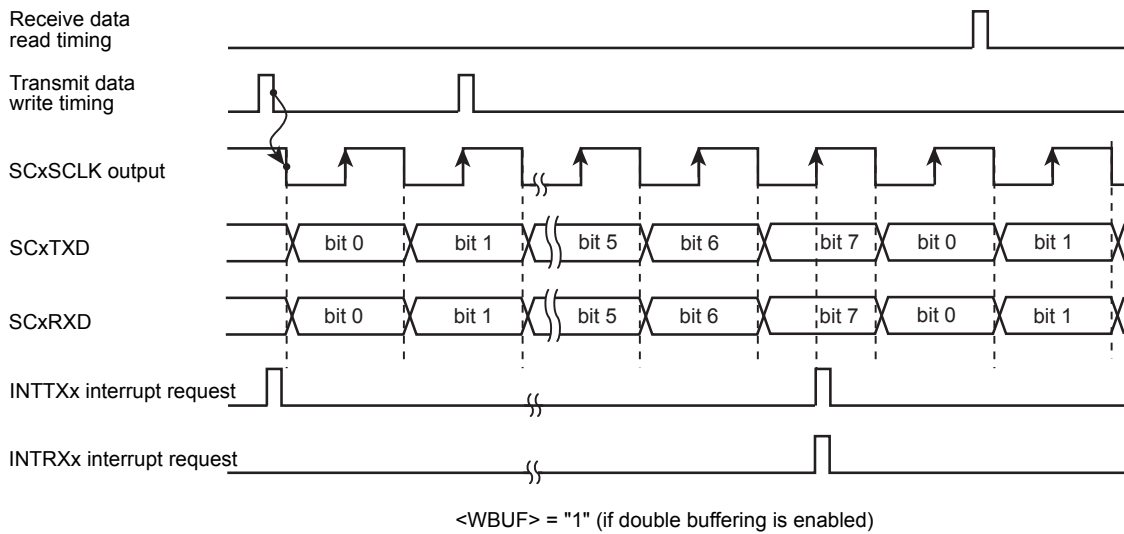 Receive data
read timing
Transmit data
write timing
SCxSCLK output
SCxTXD
bit 0
bit 1
bit 5
bit 6
bit 7
bit 0
bit 1
SCxRXD
bit 0
bit 1
bit 5
bit 6
bit 7
bit 0
bit 1
INTTXx interrupt request
INTRXx interrupt request
<WBUF> = "1" (if double buffering is enabled)